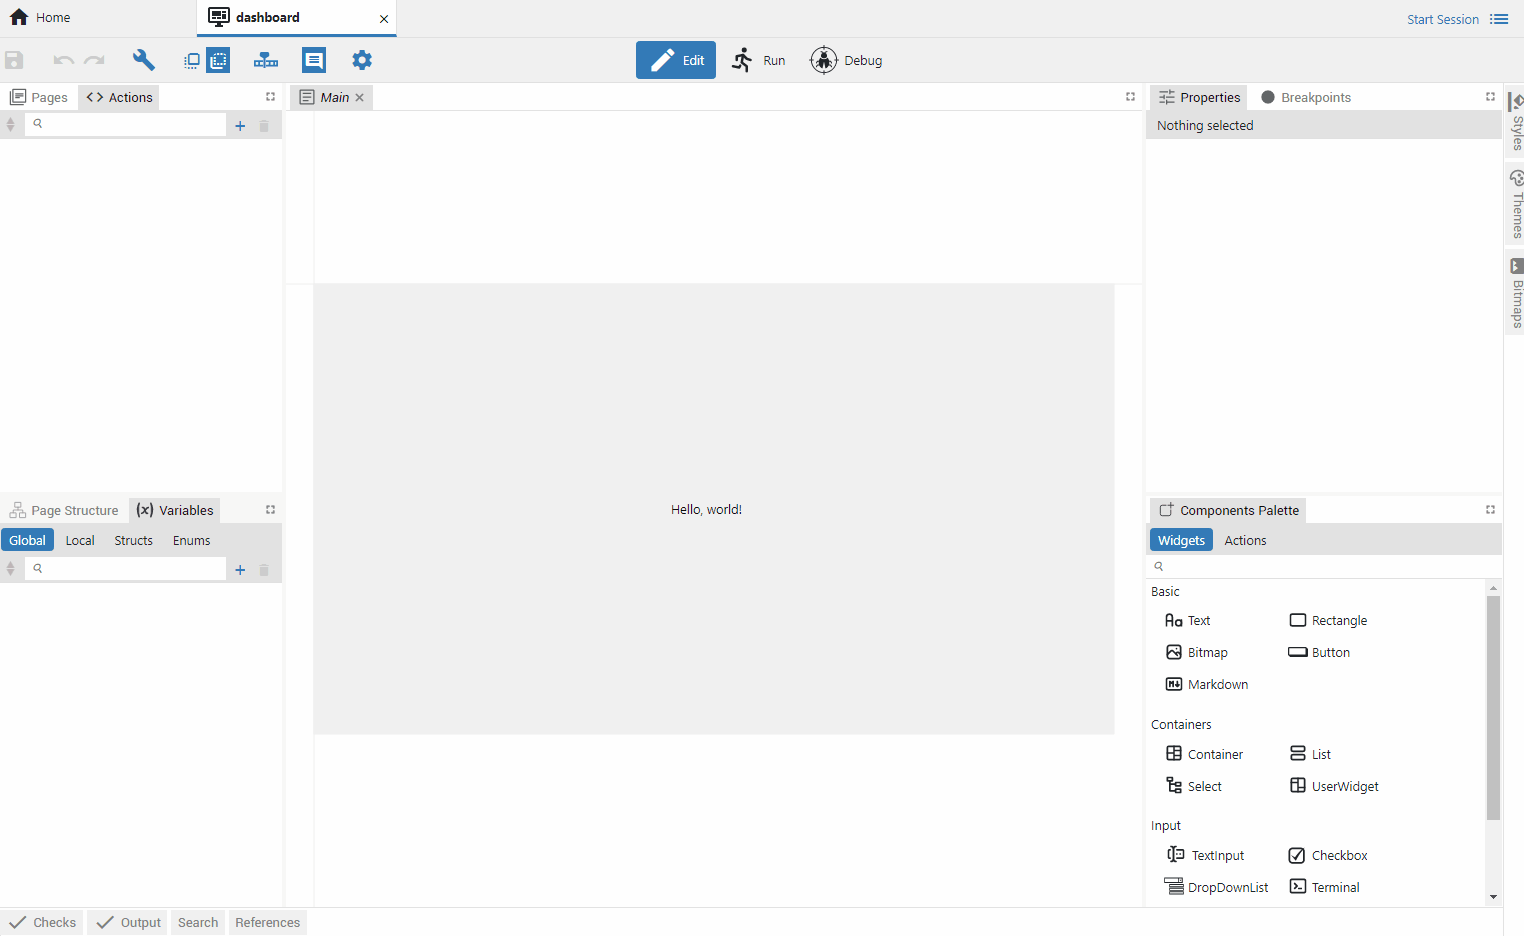 Home
dashboard
Start Session
Edit
Run
Debug
Pages
Actions
Main
Properties
Breakpoints
Nothing selected
Styles
Themes
Bitmaps
Hello, world!
Page Structure
(x) Variables
Global
Local
Structs
Enums
Components Palette
Widgets
Actions
Basic
Aa Text
Rectangle
Bitmap
Button
Markdown
Containers
Container
List
Select
UserWidget
Input
TextInput
Checkbox
DropDownList
Terminal
Checks
Output
Search
References